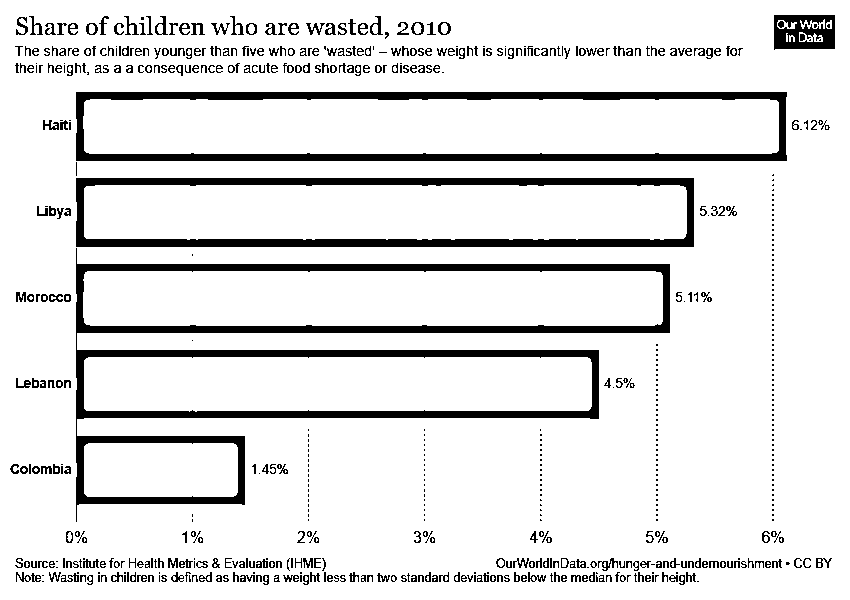 Share of children who are wasted, 2010
Our World
in Data
The share of children younger than five who are 'wasted' – whose weight is significantly lower than the average for
their height, as a a consequence of acute food shortage or disease.
Haiti
6.12%
Libya
5.32%
Morocco
5.11%
Lebanon
4.5%
Colombia
1.45%
0% 1% 2% 3% 4% 5% 6%
Source: Institute for Health Metrics & Evaluation (IHME) OurWorldInData.org/hunger-and-undernourishment • CC BY
Note: Wasting in children is defined as having a weight less than two standard deviations below the median for their height.